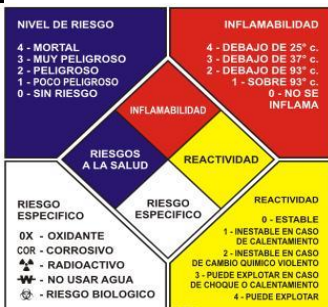 NIVEL DE RIESGO
4 - MORTAL
3 - MUY PELIGROSO
2 - PELIGROSO
1 - POCO PELIGROSO
0 - SIN RIESGO
INFLAMABILIDAD
4 - DEBAJO DE 25° c.
3 - DEBAJO DE 37° c.
2 - DEBAJO DE 93° c.
1 - SOBRE 93° c.
0 - NO SE
INFLAMA
INFLAMABILIDAD
RIESGOS
A LA SALUD
REACTIVIDAD
RIESGO
ESPECIFICO
RIESGO
ESPECIFICO
0X - OXIDANTE
COR - CORROSIVO
- RADIOACTIVO
W - NO USAR AGUA
- RIESGO BIOLOGICO
REACTIVIDAD
0 - ESTABLE
1 - INESTABLE EN CASO
DE CALENTAMIENTO
2 - INESTABLE EN CASO
DE CAMBIO QUIMICO VIOLENTO
3 - PUEDE EXPLOTAR EN CASO
DE CHOQUE O CALENTAMIENTO
4 - PUEDE EXPLOTAR